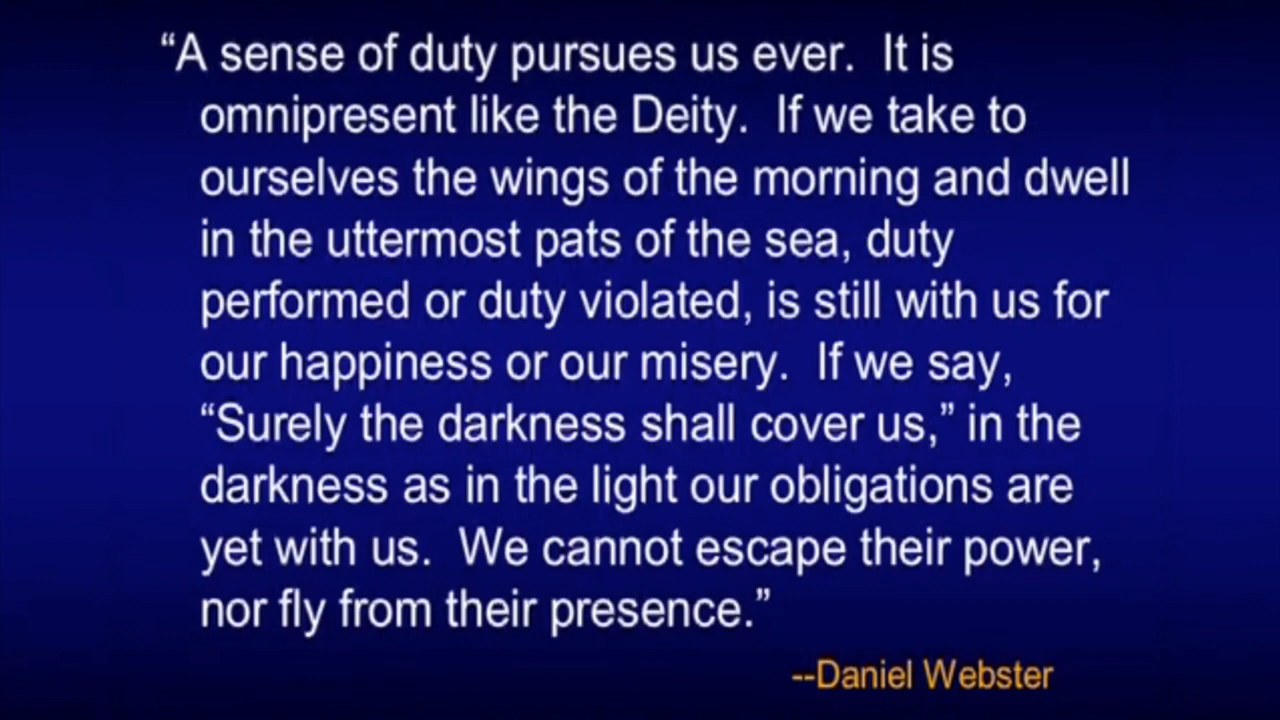 “A sense of duty pursues us ever.  It is
omnipresent like the Deity.  If we take to
ourselves the wings of the morning and dwell
in the uttermost pats of the sea, duty
performed or duty violated, is still with us for
our happiness or our misery.  If we say,
“Surely the darkness shall cover us,” in the
darkness as in the light our obligations are
yet with us.  We cannot escape their power,
nor fly from their presence.”
--Daniel Webster